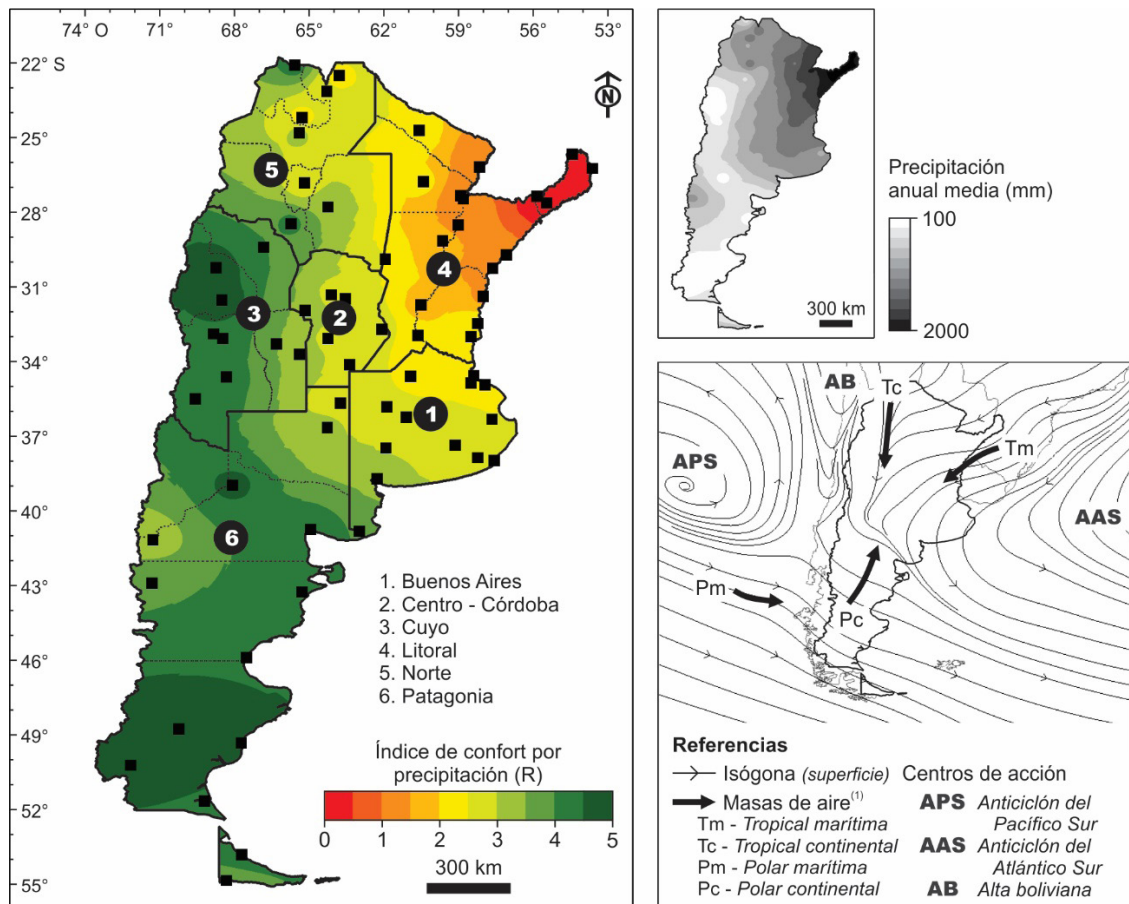 74° O 71° 68° 65° 62° 59° 56° 53°
22° S
25°
28°
31°
34°
37°
40°
43°
46°
49°
52°
55°
N
5
4
3
2
1
6
1. Buenos Aires
2. Centro - Córdoba
3. Cuyo
4. Litoral
5. Norte
6. Patagonia
Índice de confort por
precipitación (R)
0 1 2 3 4 5
300 km
Precipitación
anual media (mm)
100
2000
300 km
AB
Tc
Tm
APS
AAS
Pm
Pc
Referencias
Isógona (superficie)
Masas de aire(1)
Tm - Tropical marítima
Tc - Tropical continental
Pm - Polar marítima
Pc - Polar continental
Centros de acción
APS Anticiclón del
Pacífico Sur
AAS Anticiclón del
Atlántico Sur
AB Alta boliviana